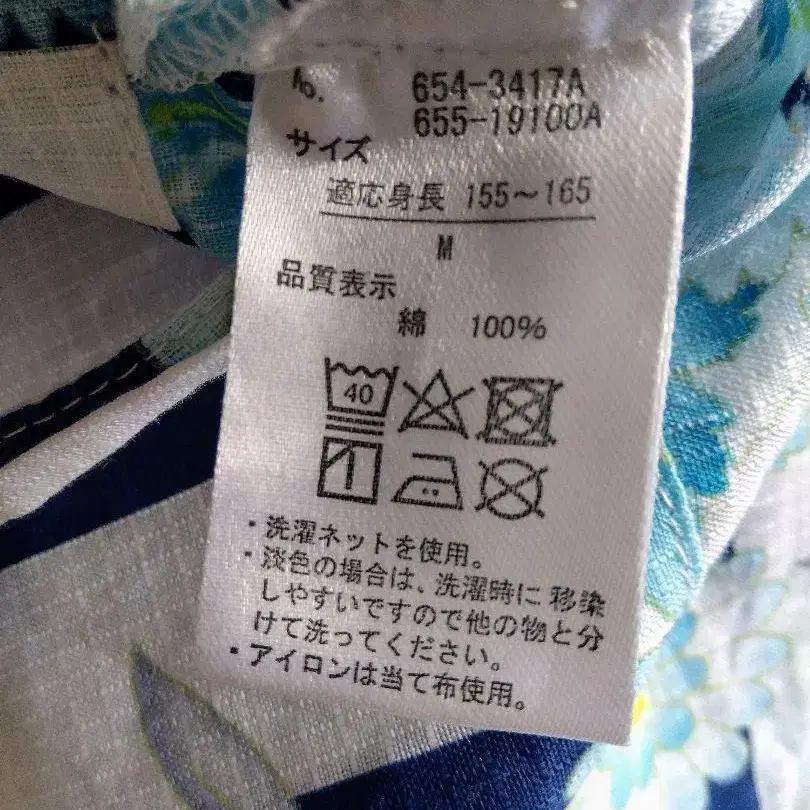 No. 654-3417A
655-19100A
サイズ
適応身長 155～165
M
品質表示
綿 100%
40
・洗濯ネットを使用。
・淡色の場合は、洗濯時に移染
しやすいですので他の物と分
けて洗ってください。
・アイロンは当て布使用。